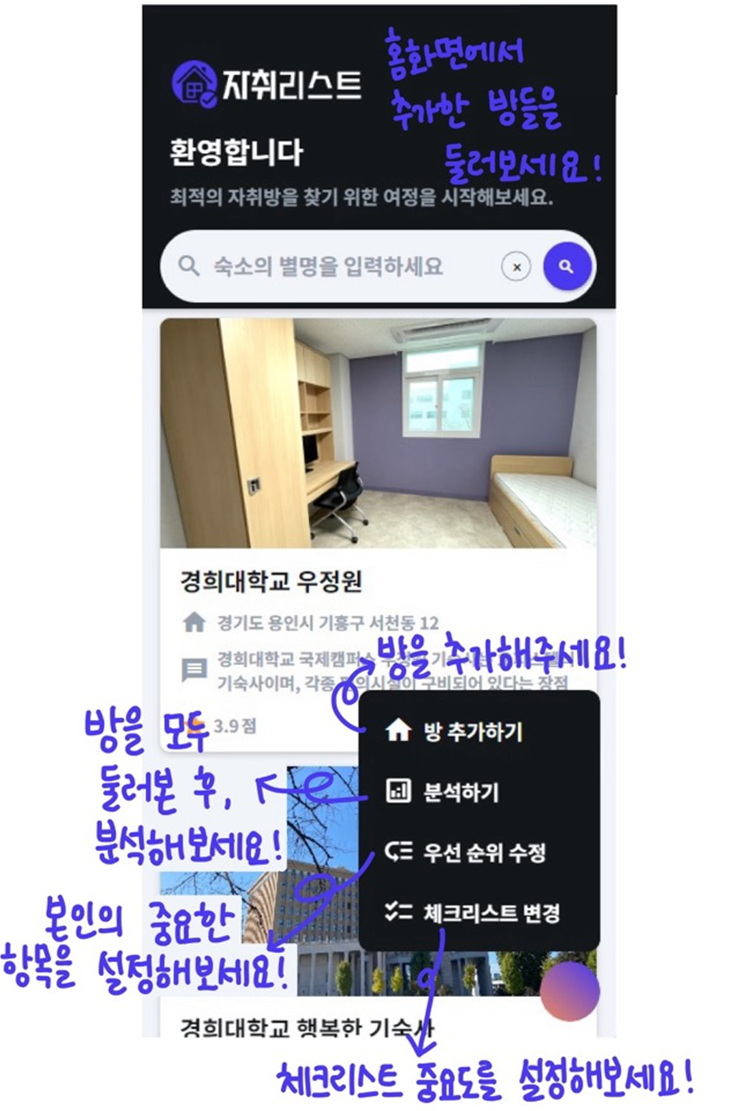 홈화면에서
추가한 방들을
둘러보세요!
자취리스트
환영합니다
최적의 자취방을 찾기 위한 여정을 시작해보세요.
숙소의 별명을 입력하세요
경희대학교 우정원
경기도 용인시 기흥구 서천동 12
방을 추가해주세요!
경희대학교 국제캠퍼스
기숙사이며, 각종 편의시설이 구비되어 있다는 장점
3.9점
방 추가하기
분석하기
우선 순위 수정
체크리스트 변경
방을 모두
둘러본 후,
분석해보세요!
본인의 중요한
항목을 설정해보세요!
경희대학교 행복한 기숙사
체크리스트 중요도를 설정해보세요!